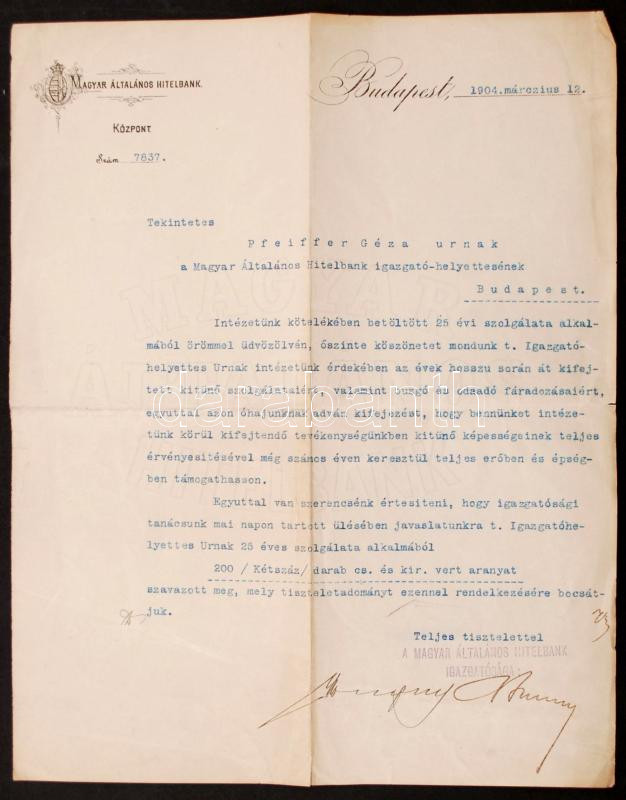 MAGYAR ÁLTALÁNOS HITELBANK.
KÖZPONT.
Szám 7837.
Budapest, 1904.márczius 12.
Tekintetes
Pfeiffer Géza urnak
a Magyar Általános Hitelbank igazgató-helyettesének
Budapest.
Intézetünk kötelékében betöltött 25 évi szolgálata alkal-
mából örömmel üdvözölvén, őszinte köszönetet mondunk t. Igazgató-
helyettes Urnak intézetünk érdekében az évek hosszu során át kifej-
tett kitünő szolgálataiért, valamint buzgó és odaadó fáradozásaiért,
egyuttal azon óhajunknak adván kifejezést, hogy bennünket intéze-
tünk körül kifejtendő tevékenységünkben kitünő képességeinek teljes
érvényesitésével még számos éven keresztül teljes erőben és épség-
ben támogathasson.
Egyuttal van szerencsénk értesiteni, hogy igazgatósági
tanácsunk mai napon tartott ülésében javaslatunkra t. Igazgatóhe-
lyettes Urnak 25 éves szolgálata alkalmából
200 /Kétszáz/ darab cs. és kir. vert aranyat
szavazott meg, mely tiszteletadományt ezennel rendelkezésére bocsát-
juk.
Teljes tisztelettel
A MAGYAR ÁLTALÁNOS HITELBANK
IGAZGATÓSÁGA:
darabanth